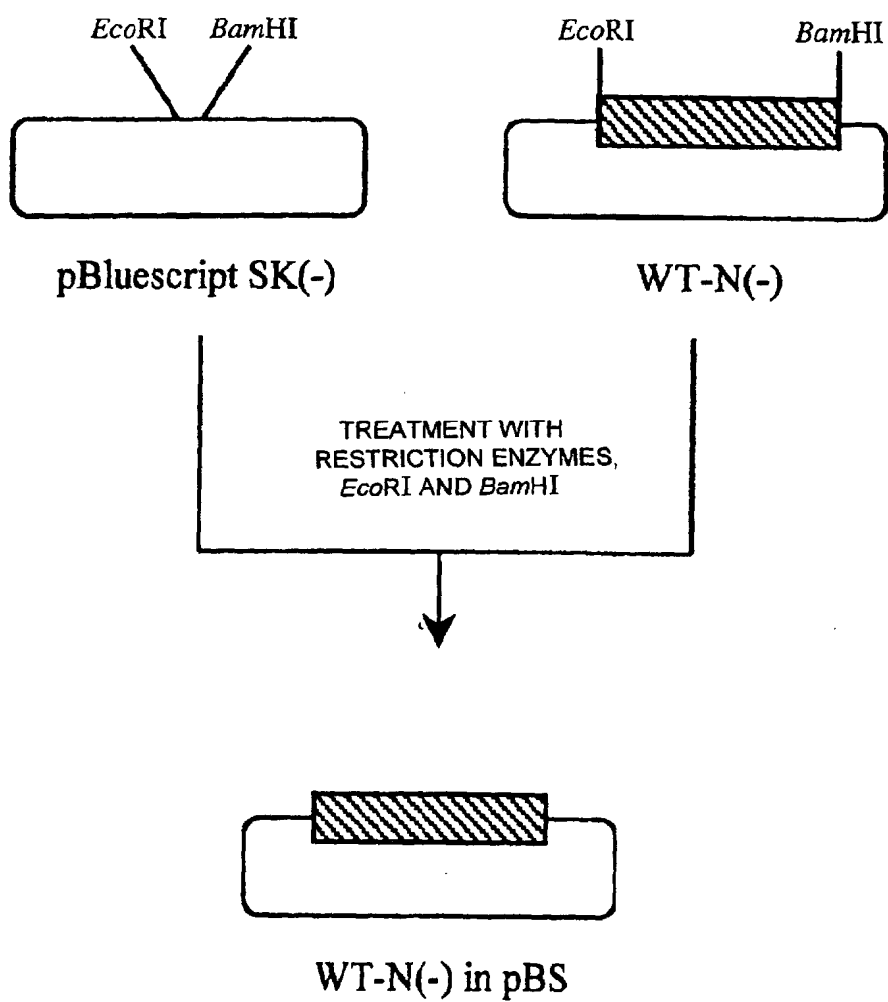 EcoRI BamHI
EcoRI BamHI
pBluescript SK(-)
WT-N(-)
TREATMENT WITH
RESTRICTION ENZYMES,
EcoRI AND BamHI
WT-N(-) in pBS